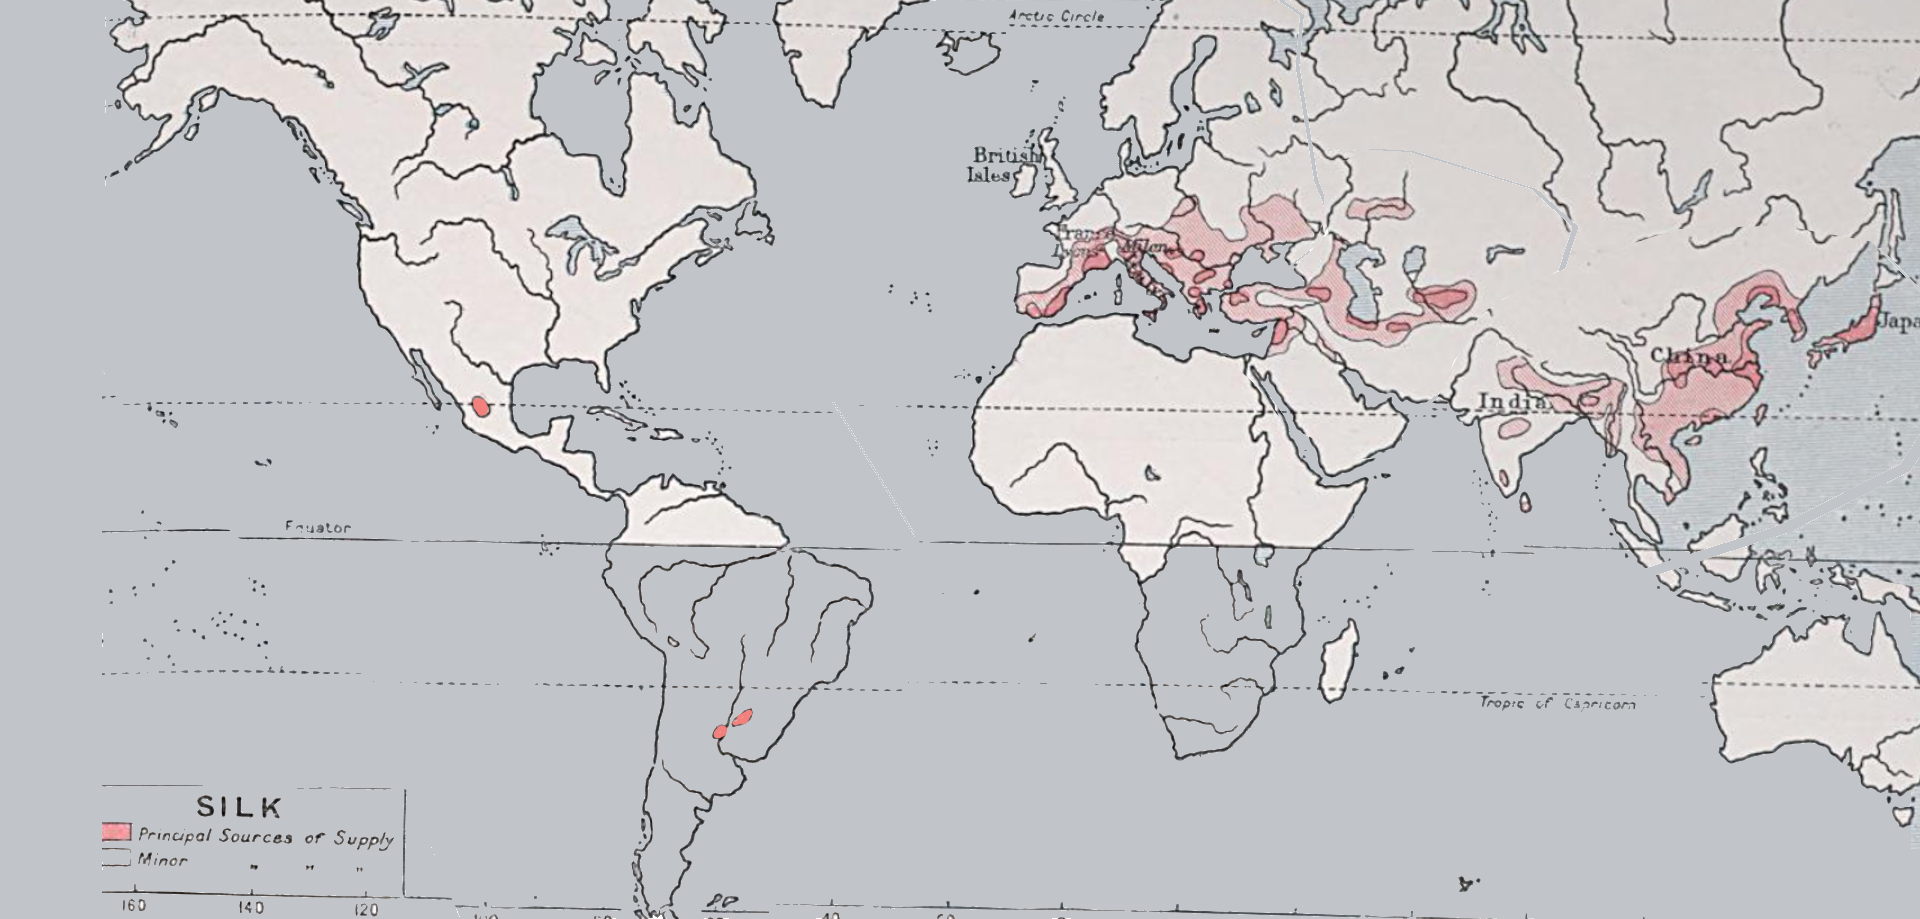 Arctic Circle
British
Isles
France
Milan
Lyons
Japa
China
India
Equator
Tropic of Capricorn
SILK
Principal Sources of Supply
Minor " " "
160 140 120